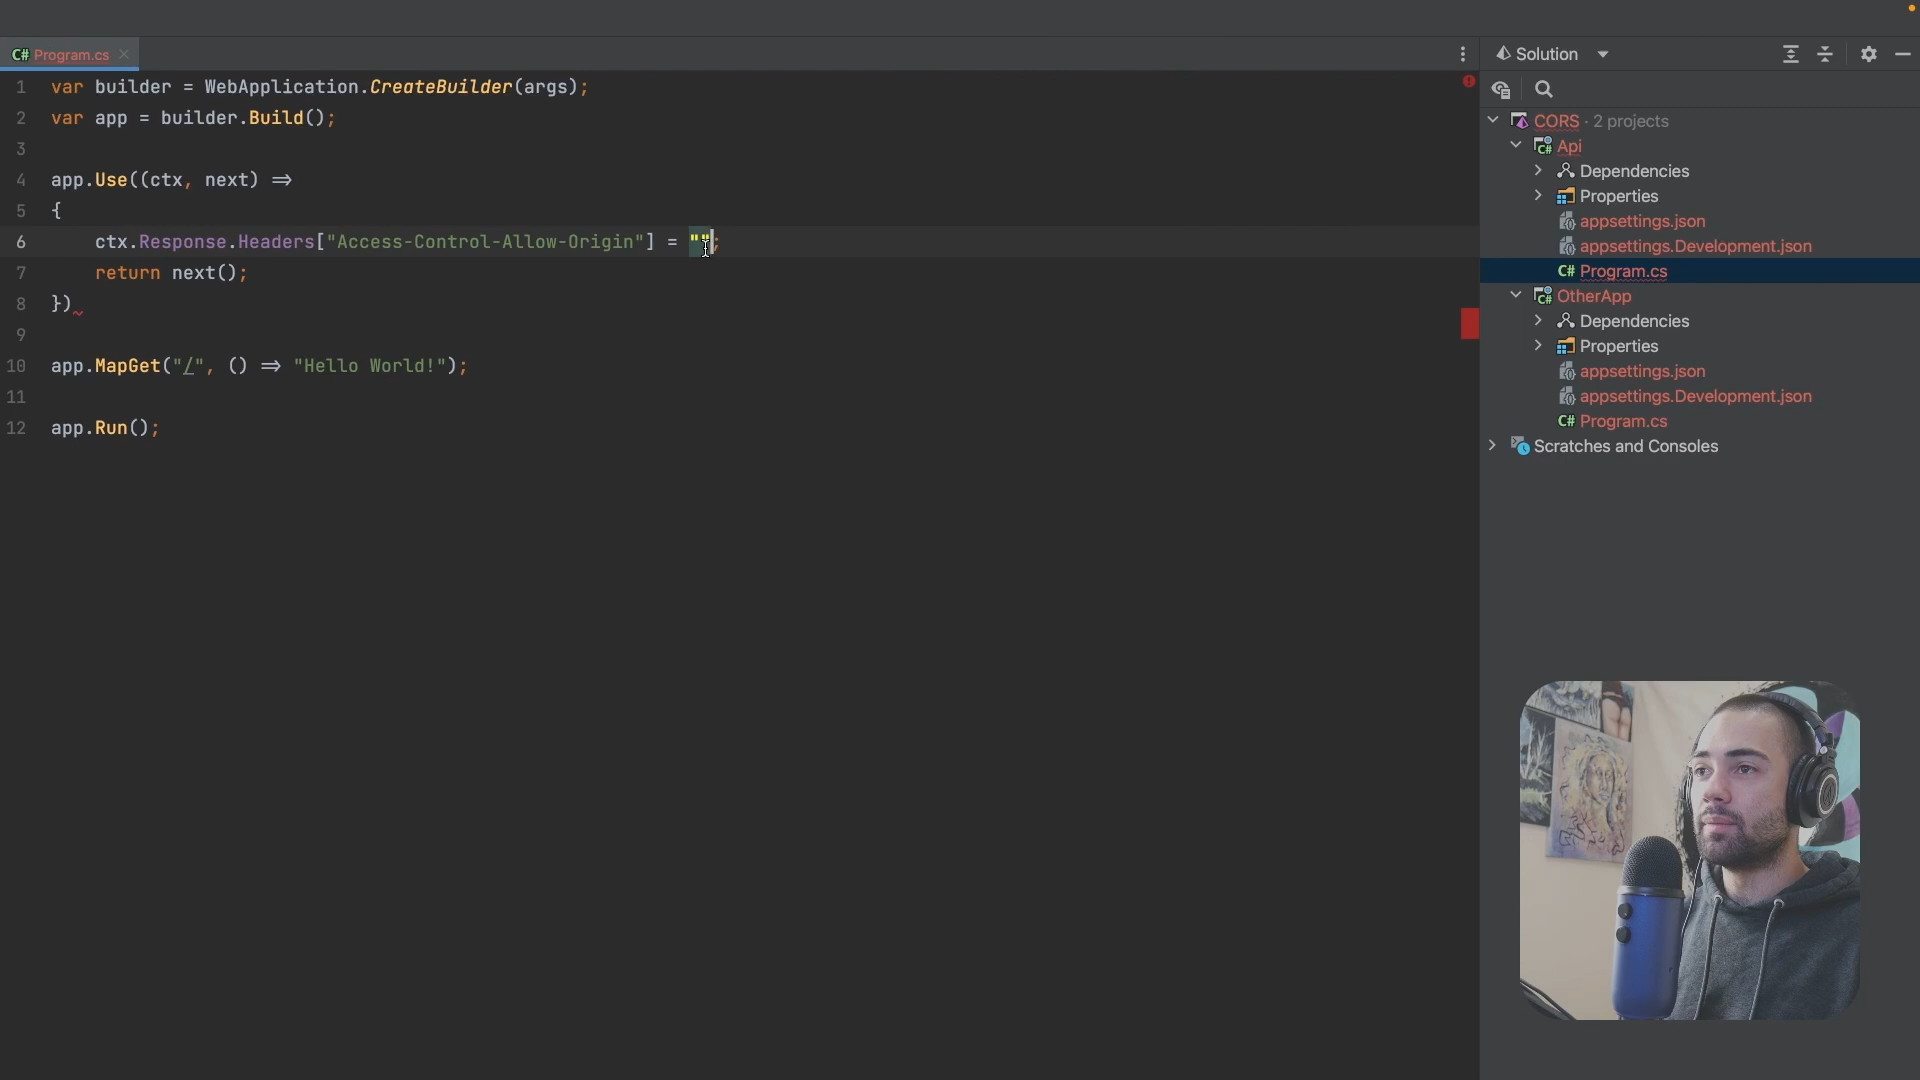 Program.cs
1 var builder = WebApplication.CreateBuilder(args);
2 var app = builder.Build();
3
4 app.Use((ctx, next) ⇒
5 {
6 ctx.Response.Headers["Access-Control-Allow-Origin"] = "";
7 return next();
8 })
9
10 app.MapGet("/", () ⇒ "Hello World!");
11
12 app.Run();
Solution
CORS · 2 projects
Api
Dependencies
Properties
appsettings.json
appsettings.Development.json
C# Program.cs
OtherApp
Dependencies
Properties
appsettings.json
appsettings.Development.json
C# Program.cs
Scratches and Consoles